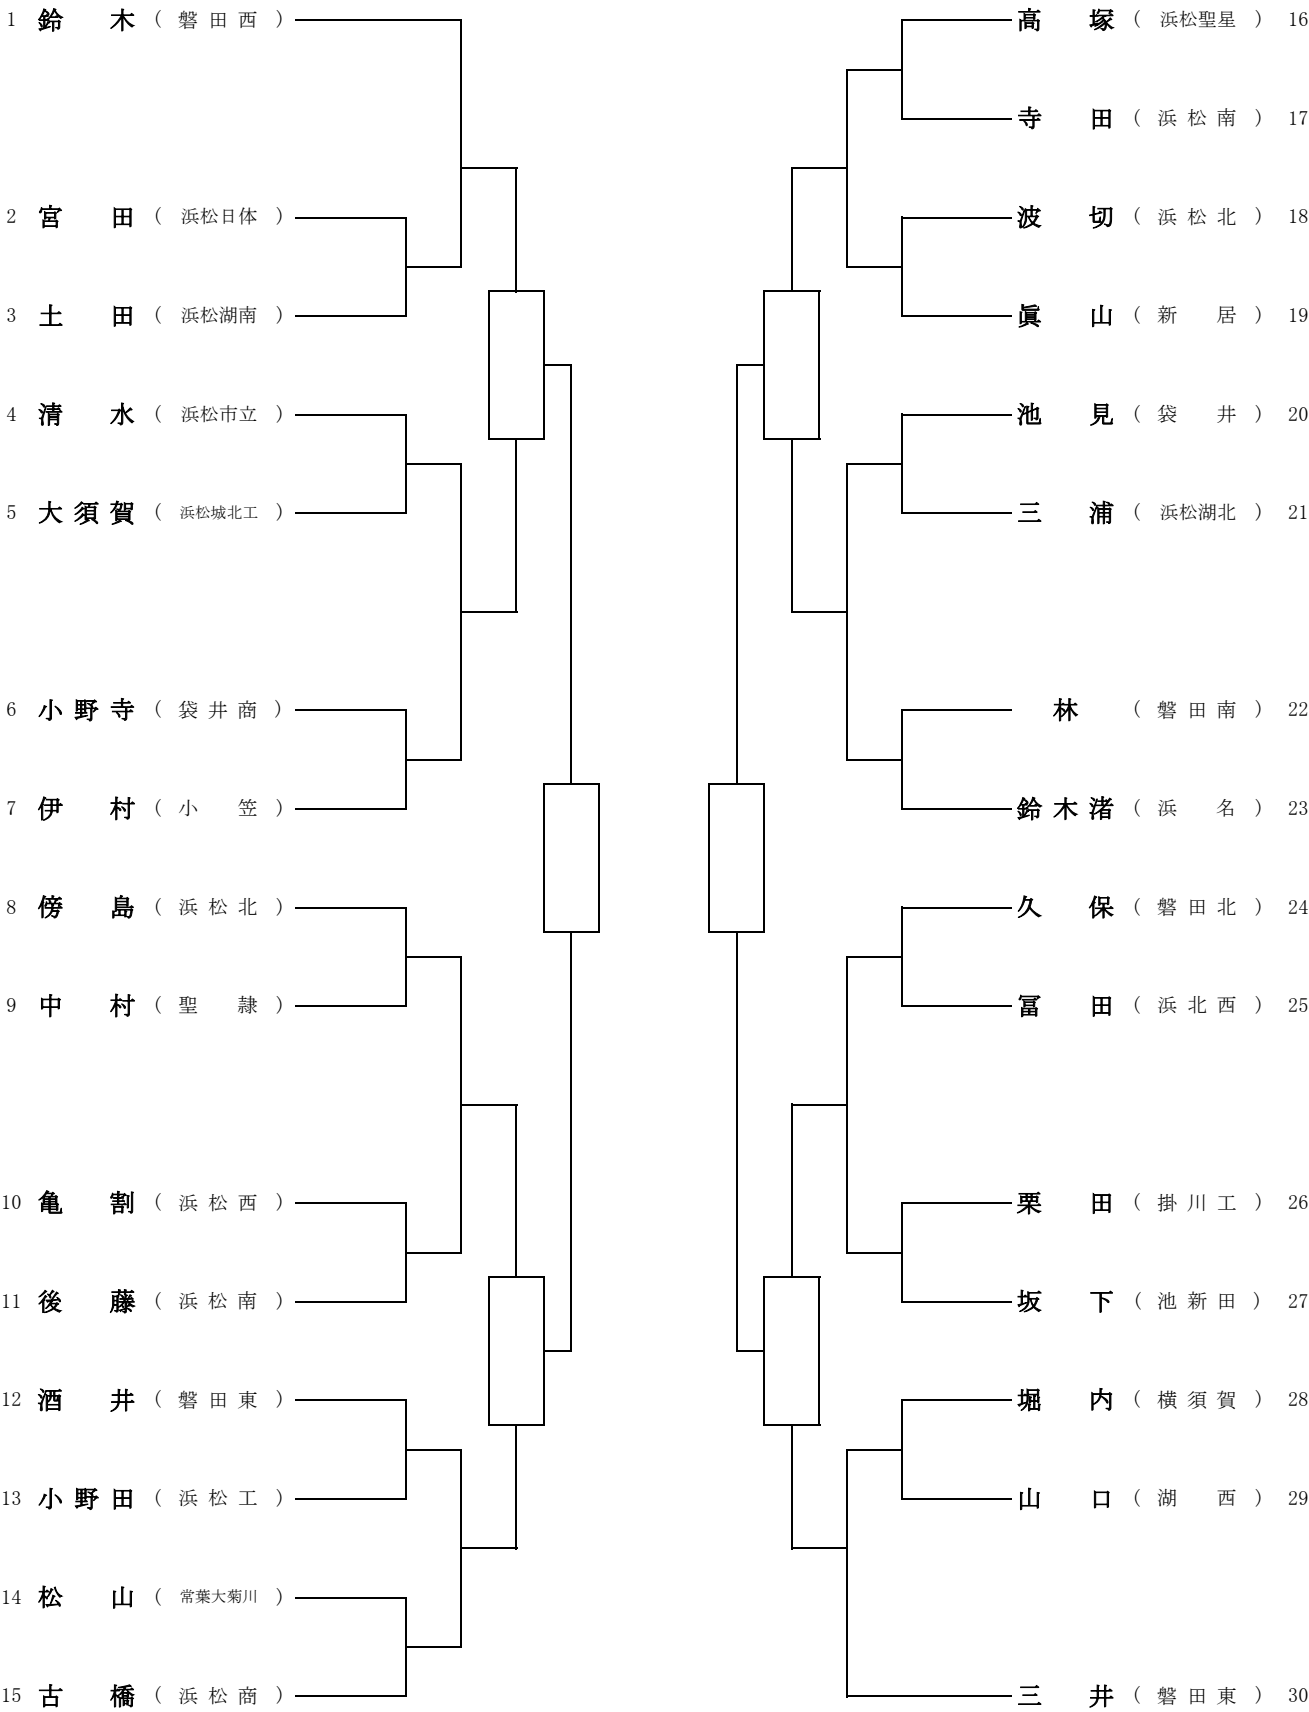 1 鈴木 ( 磐田西 )
2 宮田 ( 浜松日体 )
3 土田 ( 浜松湖南 )
4 清水 ( 浜松市立 )
5 大須賀 ( 浜松城北工 )
6 小野寺 ( 袋井商 )
7 伊村 ( 小笠 )
8 傍島 ( 浜松北 )
9 中村 ( 聖隷 )
10 亀割 ( 浜松西 )
11 後藤 ( 浜松南 )
12 酒井 ( 磐田東 )
13 小野田 ( 浜松工 )
14 松山 ( 常葉大菊川 )
15 古橋 ( 浜松商 )
高塚 ( 浜松聖星 ) 16
寺田 ( 浜松南 ) 17
波切 ( 浜松北 ) 18
眞山 ( 新居 ) 19
池見 ( 袋井 ) 20
三浦 ( 浜松湖北 ) 21
林 ( 磐田南 ) 22
鈴木渚 ( 浜名 ) 23
久保 ( 磐田北 ) 24
冨田 ( 浜北西 ) 25
栗田 ( 掛川工 ) 26
坂下 ( 池新田 ) 27
堀内 ( 横須賀 ) 28
山口 ( 湖西 ) 29
三井 ( 磐田東 ) 30